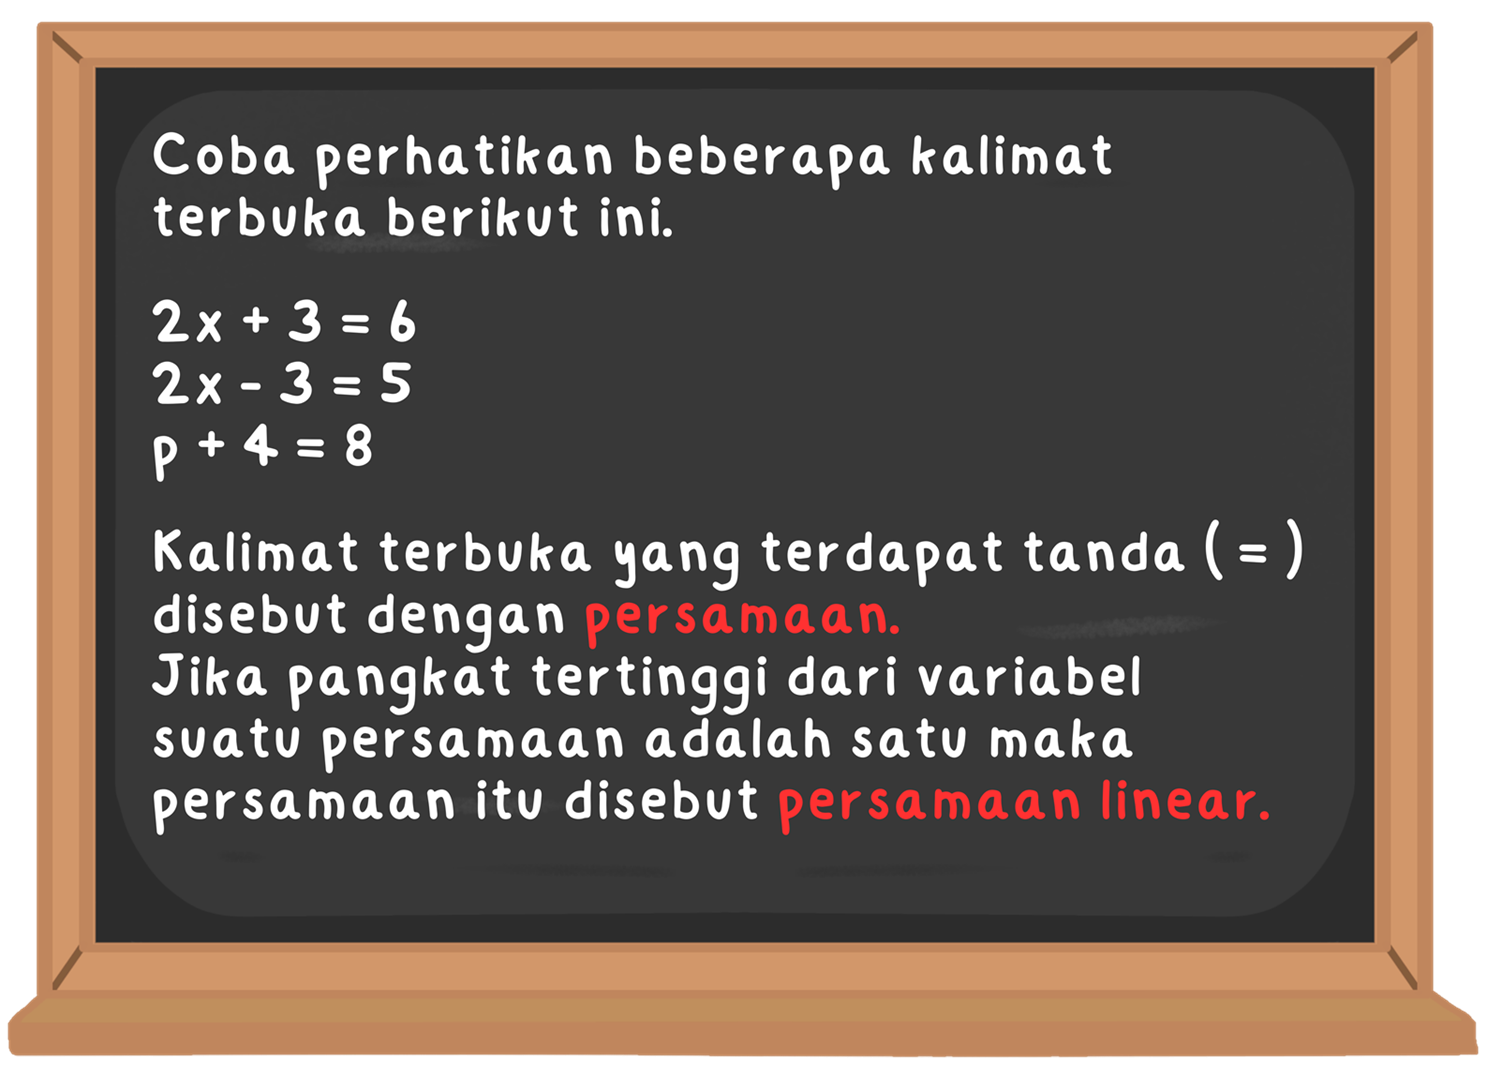 Coba perhatikan beberapa kalimat
terbuka berikut ini.
2x + 3 = 6
2x - 3 = 5
p + 4 = 8
Kalimat terbuka yang terdapat tanda ( = )
disebut dengan persamaan.
Jika pangkat tertinggi dari variabel
suatu persamaan adalah satu maka
persamaan itu disebut persamaan linear.